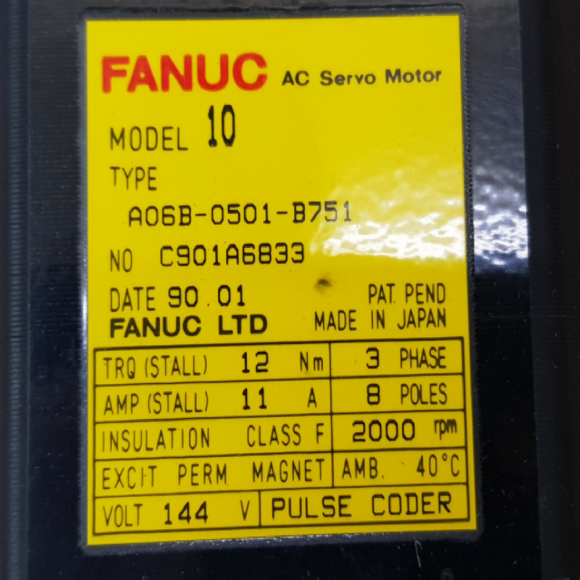 FANUC AC Servo Motor
MODEL 10
TYPE
A06B-0501-B751
NO C901A6833
DATE 90.01 PAT. PEND
FANUC LTD MADE IN JAPAN
TRQ (STALL) 12 Nm 3 PHASE
AMP (STALL) 11 A 8 POLES
INSULATION CLASS F 2000 rpm
EXCIT PERM MAGNET AMB. 40°C
VOLT 144 V PULSE CODER